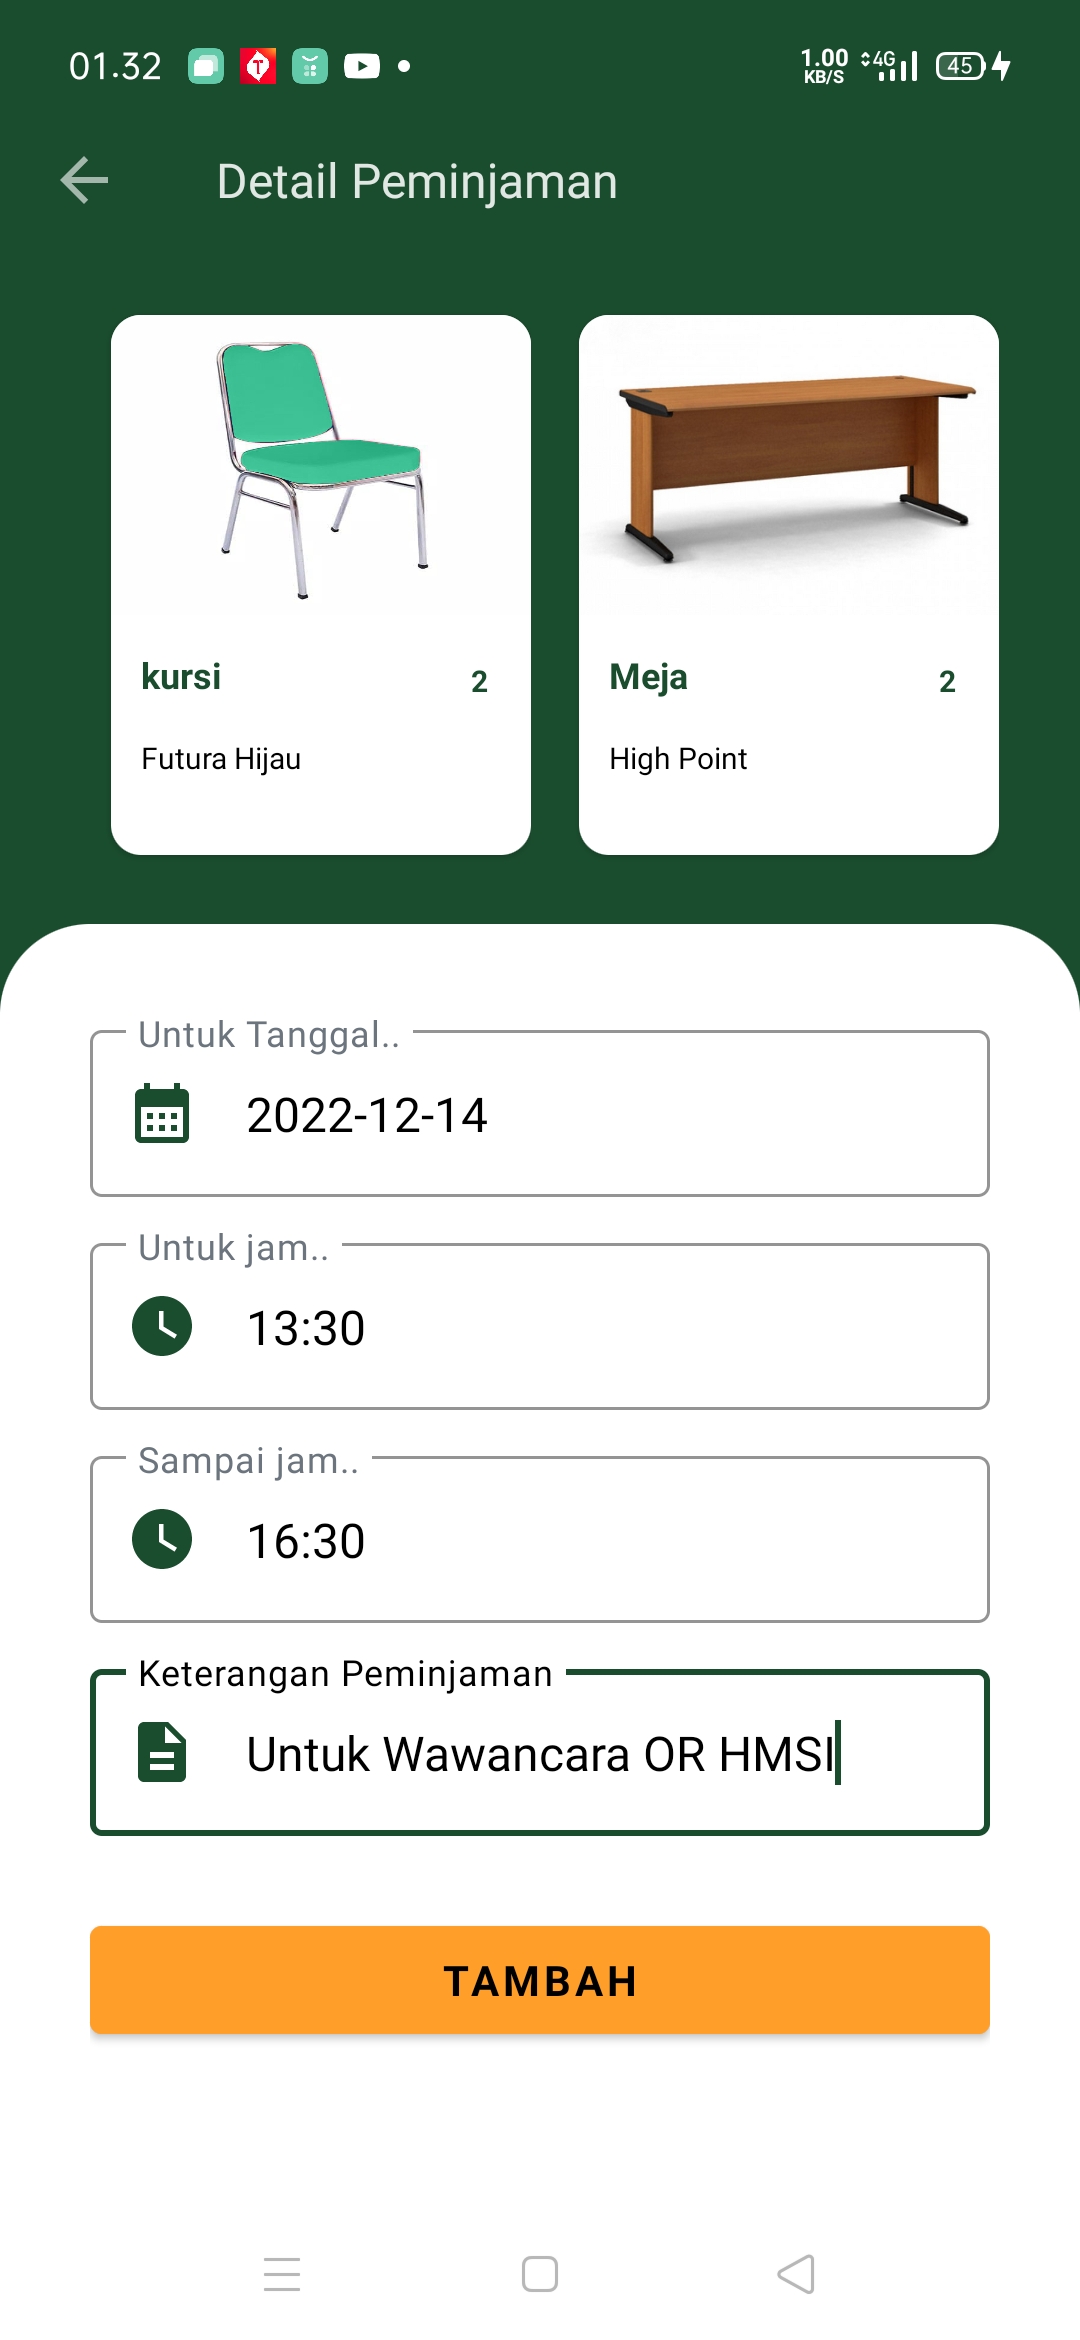 01.32
1.00
KB/S
4G
45
Detail Peminjaman
kursi 2
Futura Hijau
Meja 2
High Point
Untuk Tanggal..
2022-12-14
Untuk jam..
13:30
Sampai jam..
16:30
Keterangan Peminjaman
Untuk Wawancara OR HMSI
TAMBAH